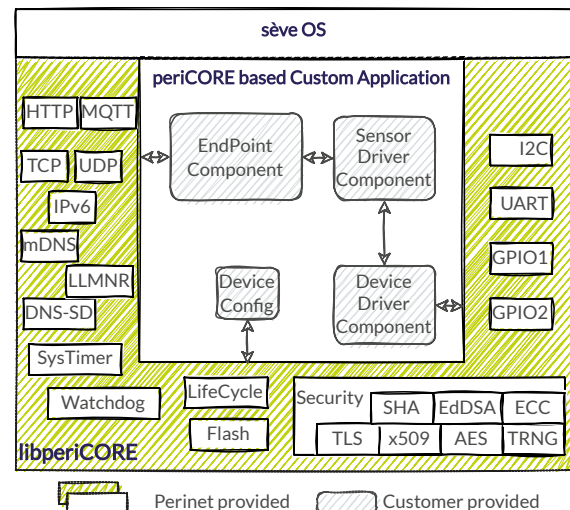 sève OS
periCORE based Custom Application
HTTP
MQTT
TCP
UDP
IPv6
mDNS
LLMNR
DNS-SD
SysTimer
Watchdog
libperiCORE
EndPoint
Component
Sensor
Driver
Component
Device
Config
Device
Driver
Component
I2C
UART
GPIO1
GPIO2
LifeCycle
Flash
Security
SHA
EdDSA
ECC
TLS
x509
AES
TRNG
Perinet provided
Customer provided